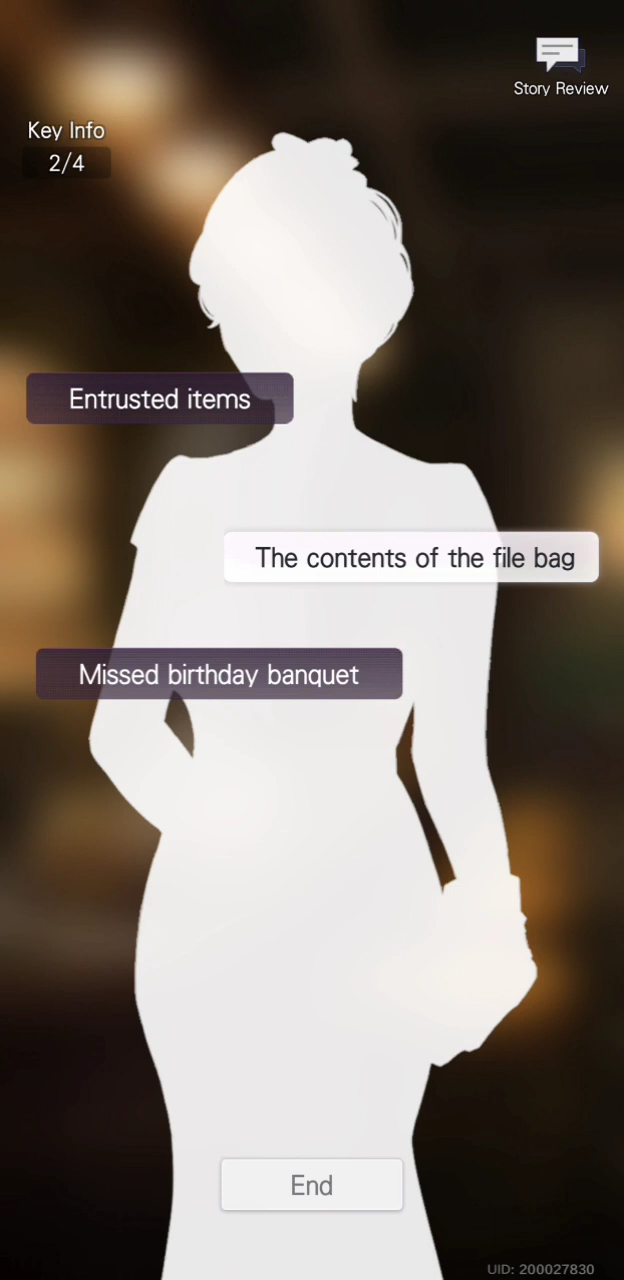 Story Review
Key Info
2/4
Entrusted items
The contents of the file bag
Missed birthday banquet
End
UID: 200027830